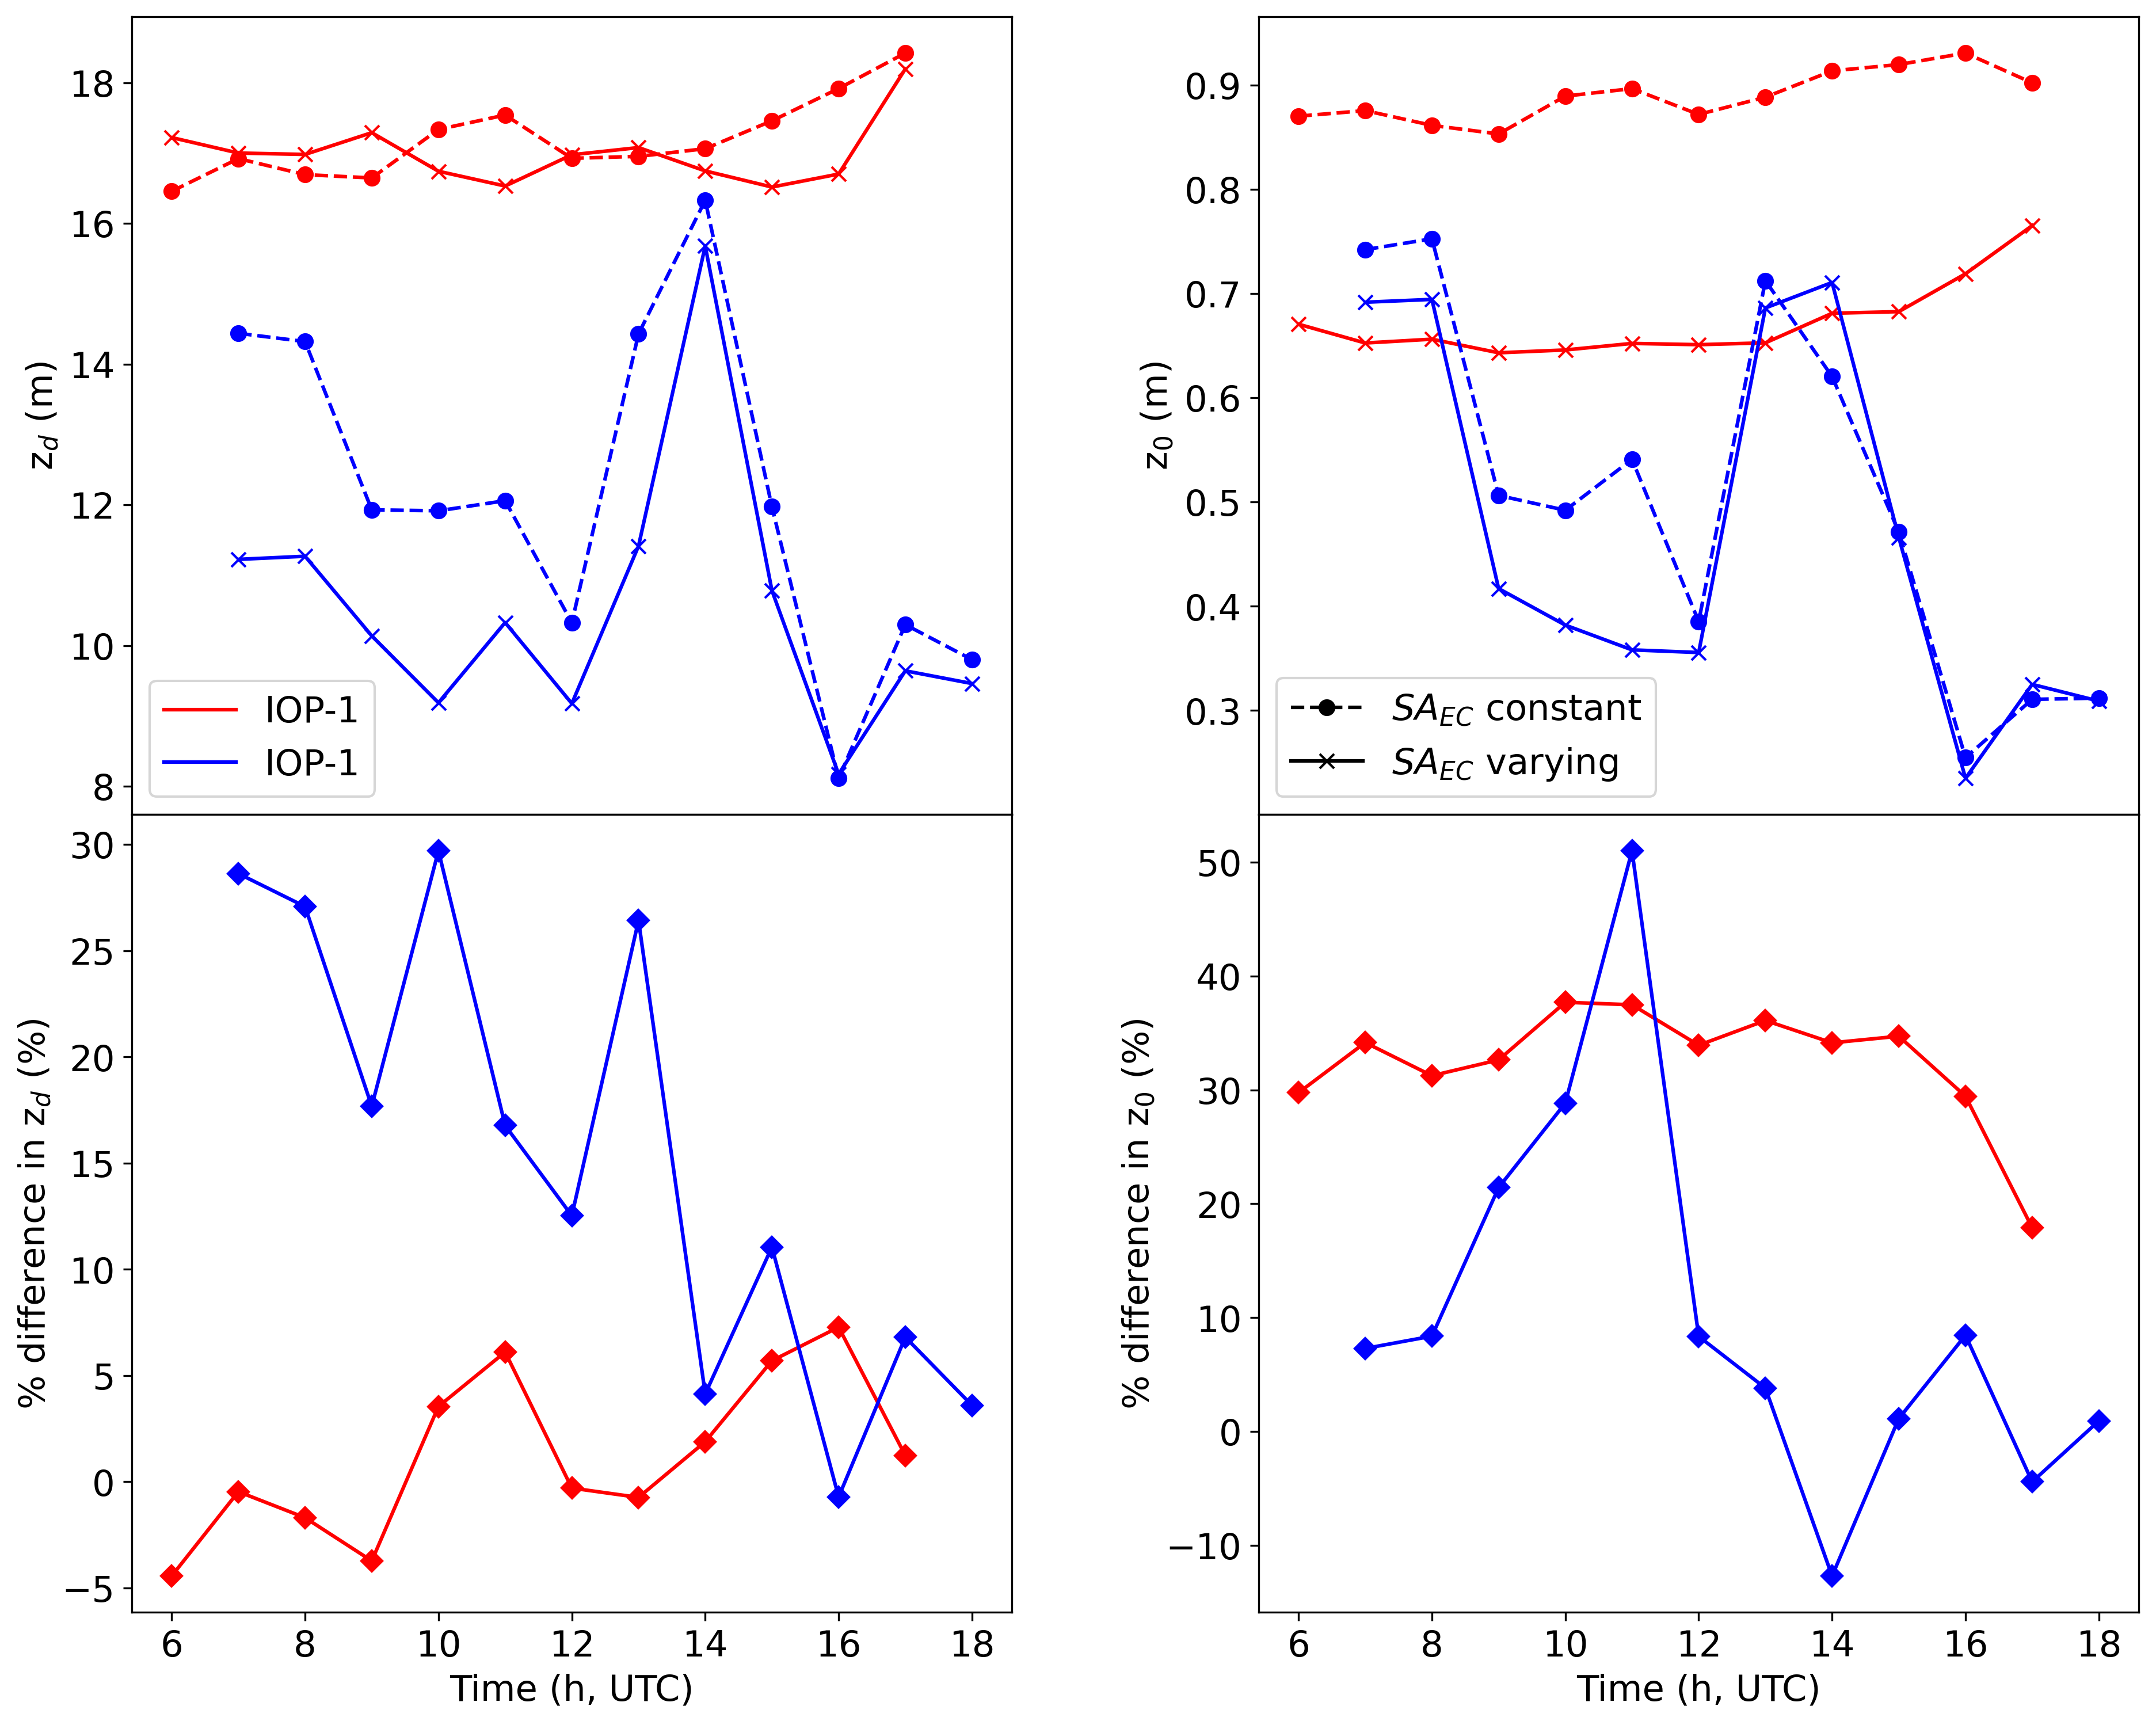 18
16
14
12
10
8
z_d (m)
IOP-1
IOP-1
0.9
0.8
0.7
0.6
0.5
0.4
0.3
z_0 (m)
SA_EC constant
SA_EC varying
30
25
20
15
10
5
0
−5
% difference in z_d (%)
6 8 10 12 14 16 18
Time (h, UTC)
50
40
30
20
10
0
−10
% difference in z_0 (%)
6 8 10 12 14 16 18
Time (h, UTC)